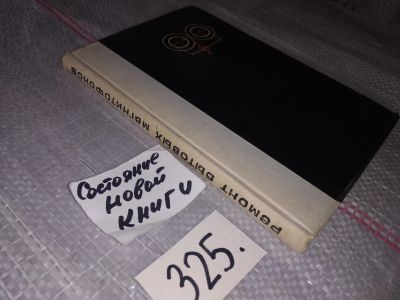 РЕМОНТ БЫТОВЫХ МАГНИТОФОНОВ
Состояние
новой
книги
325.